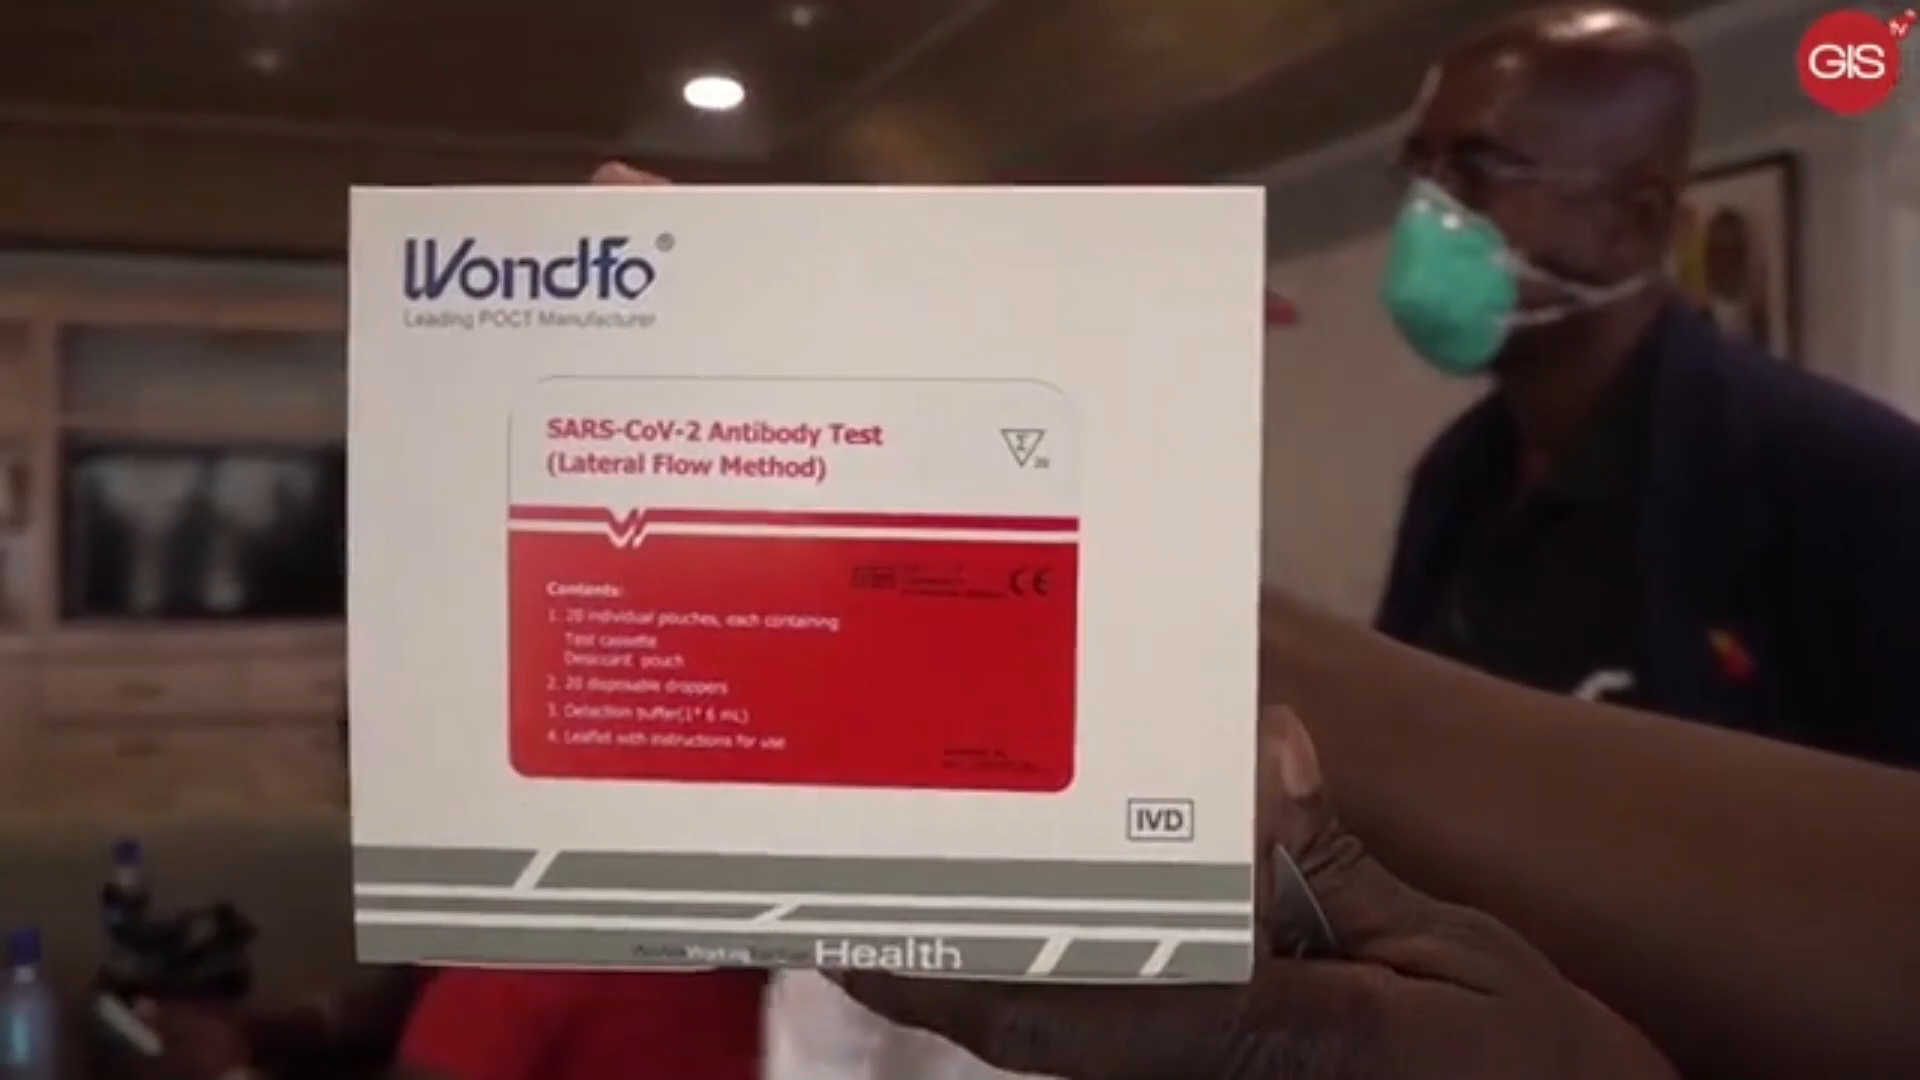 GIS
TV
Wondfo®
Leading POCT Manufacturer
SARS-CoV-2 Antibody Test
(Lateral Flow Method)
Σ
20
CE
Contents:
1. 20 individual pouches, each containing
Test cassette
Desiccant pouch
2. 20 disposable droppers
3. Detection buffer(1* 6 mL)
4. Leaflet with instructions for use
IVD
Health